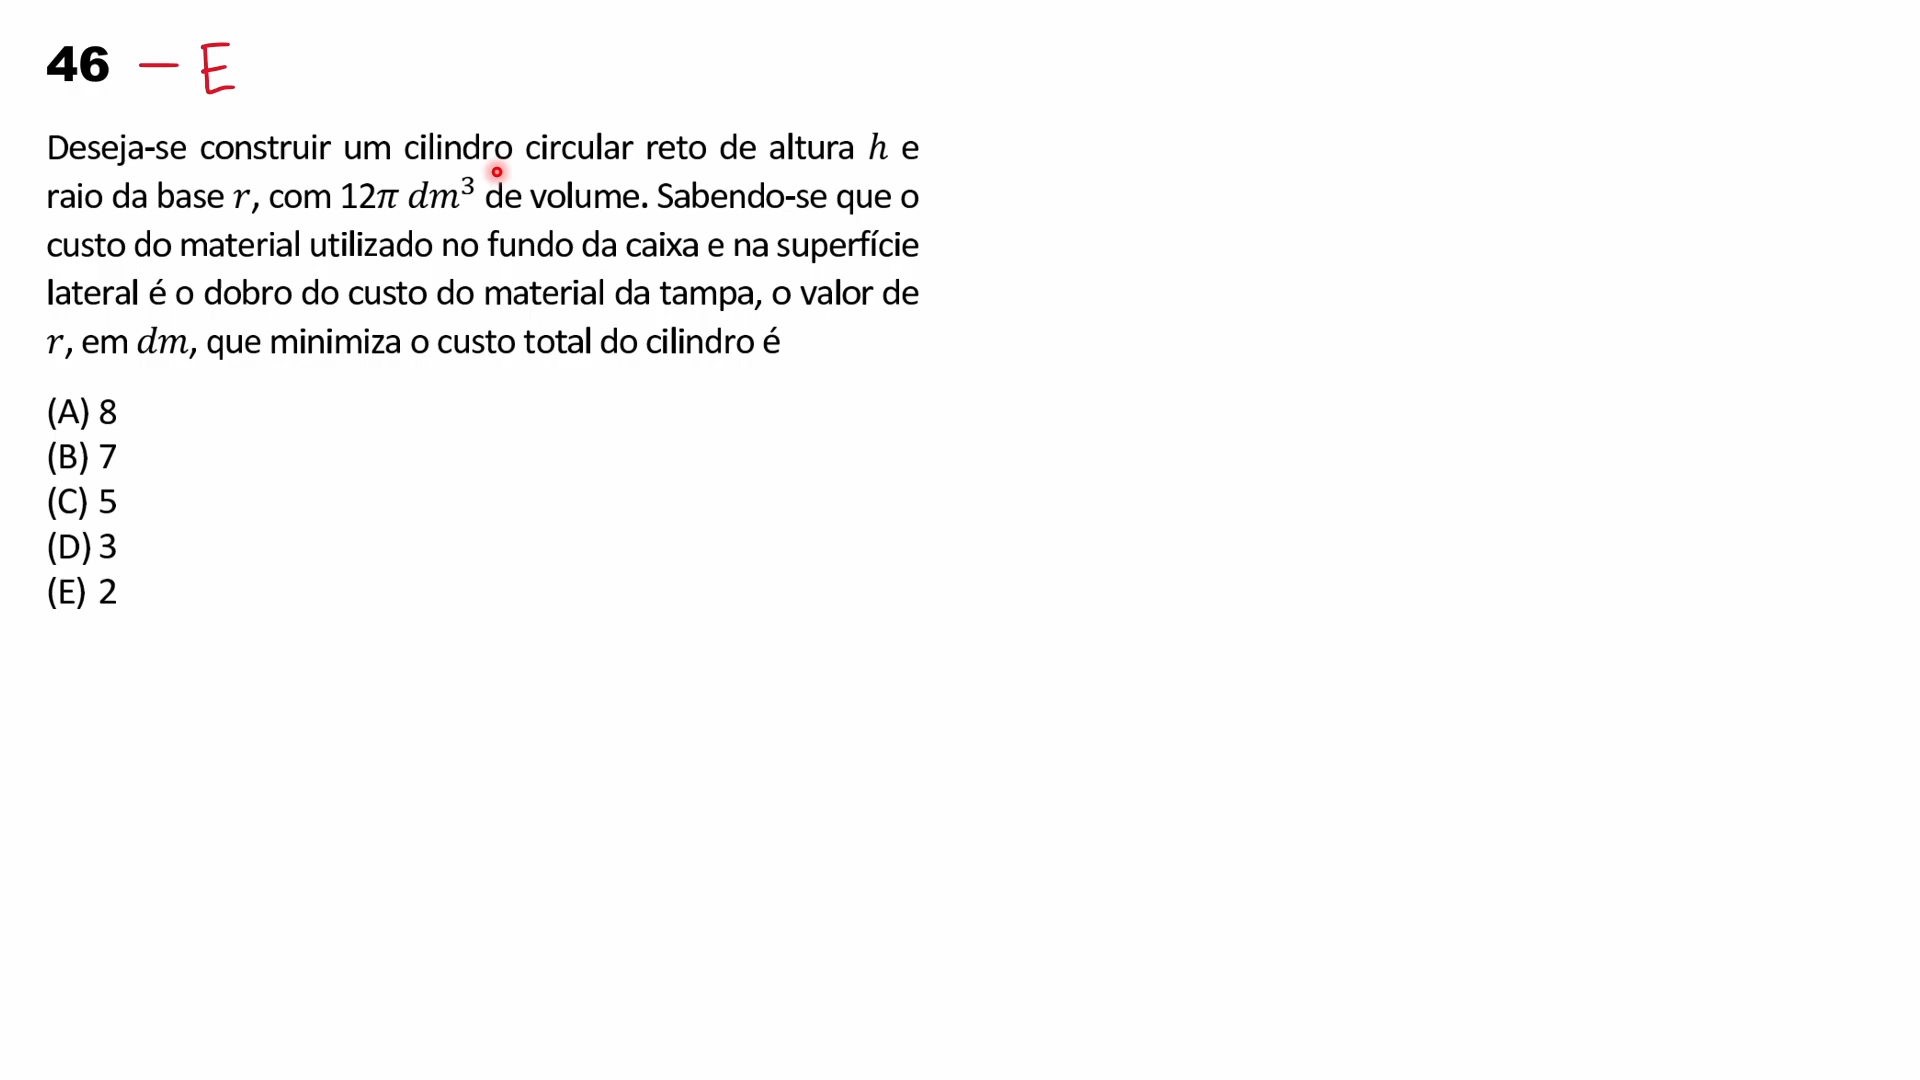 46 – E
Deseja-se construir um cilindro circular reto de altura h e
raio da base r, com 12π dm³ de volume. Sabendo-se que o
custo do material utilizado no fundo da caixa e na superfície
lateral é o dobro do custo do material da tampa, o valor de
r, em dm, que minimiza o custo total do cilindro é
(A) 8
(B) 7
(C) 5
(D) 3
(E) 2